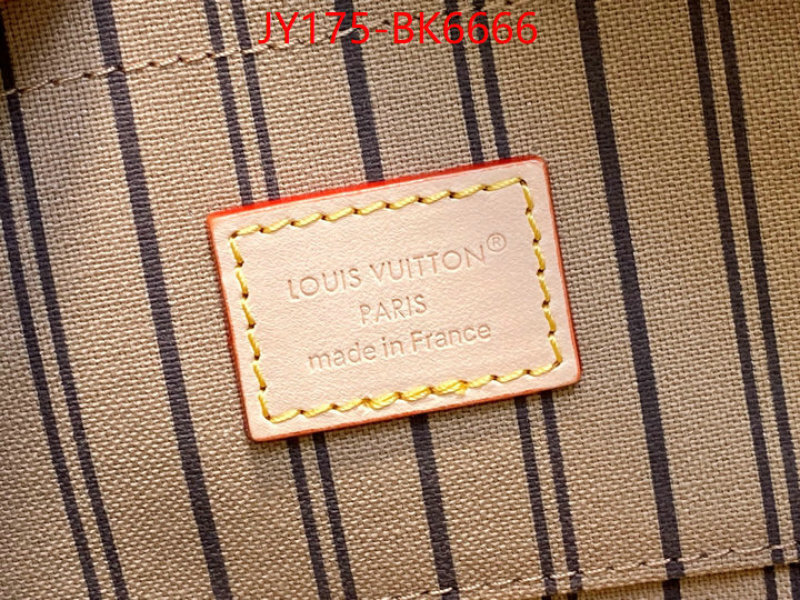 JY175-BK6666
LOUIS VUITTON®
PARIS
made in France